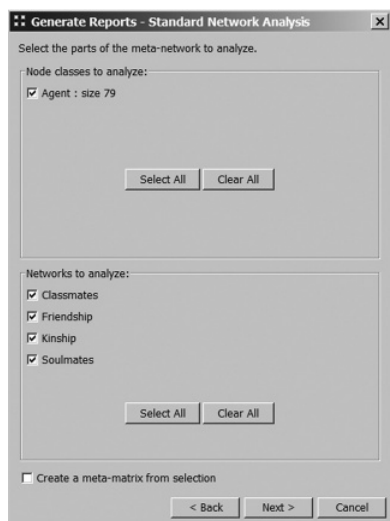 Generate Reports - Standard Network Analysis
Select the parts of the meta-network to analyze.
Node classes to analyze:
Agent : size 79
Select All Clear All
Networks to analyze:
Classmates
Friendship
Kinship
Soulmates
Select All Clear All
Create a meta-matrix from selection
< Back Next > Cancel